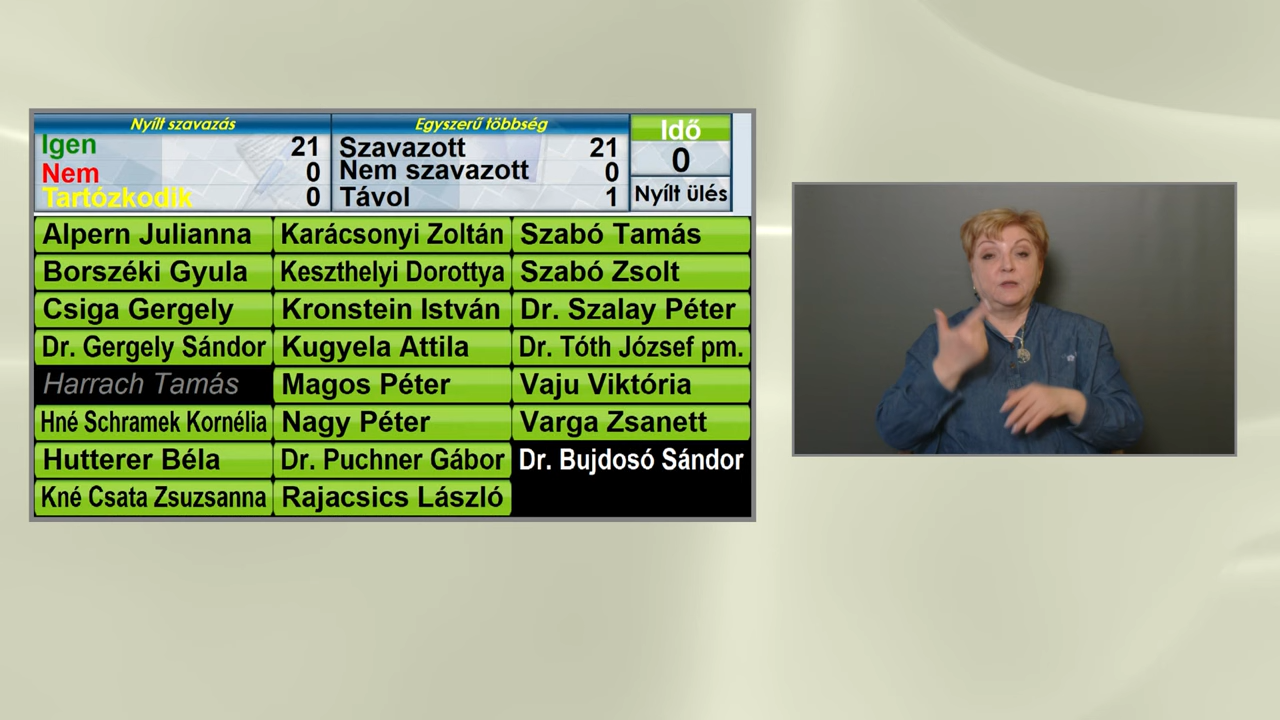 Nyílt szavazás
Igen 21
Nem 0
Tartózkodik 0
Egyszerű többség
Szavazott 21
Nem szavazott 0
Távol 1
Idő
0
Nyílt ülés
Alpern Julianna
Borszéki Gyula
Csiga Gergely
Dr. Gergely Sándor
Harrach Tamás
Hné Schramek Kornélia
Hutterer Béla
Kné Csata Zsuzsanna
Karácsonyi Zoltán
Keszthelyi Dorottya
Kronstein István
Kugyela Attila
Magos Péter
Nagy Péter
Dr. Puchner Gábor
Rajacsics László
Szabó Tamás
Szabó Zsolt
Dr. Szalay Péter
Dr. Tóth József pm.
Vaju Viktória
Varga Zsanett
Dr. Bujdosó Sándor